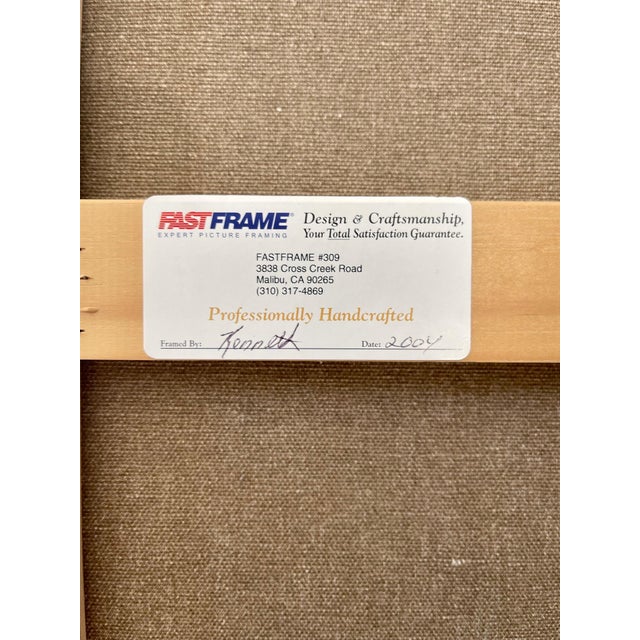 FASTFRAME®
EXPERT PICTURE FRAMING
Design & Craftsmanship,
Your Total Satisfaction Guarantee.
FASTFRAME #309
3838 Cross Creek Road
Malibu, CA 90265
(310) 317-4869
Professionally Handcrafted
Framed By: Kenneth Date: 2004